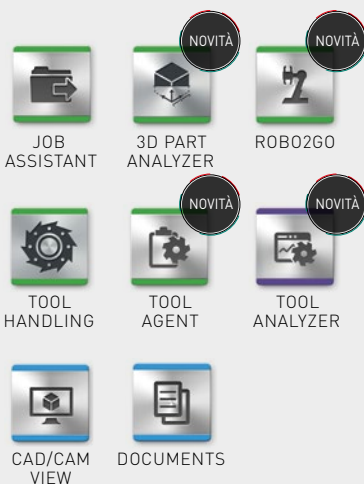 NOVITÀ
NOVITÀ
JOB
ASSISTANT
3D PART
ANALYZER
ROBO2GO
NOVITÀ
NOVITÀ
TOOL
HANDLING
TOOL
AGENT
TOOL
ANALYZER
CAD/CAM
VIEW
DOCUMENTS